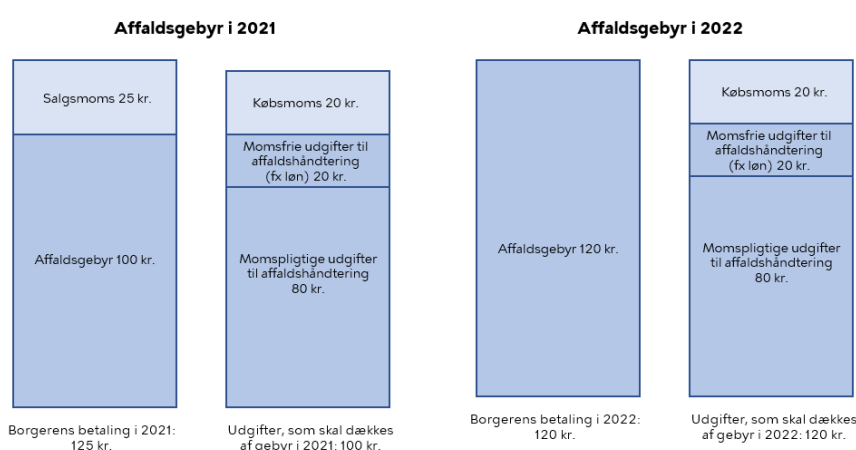 Affaldsgebyr i 2021
Salgsmoms 25 kr.
Affaldsgebyr 100 kr.
Borgerens betaling i 2021:
125 kr.
Købsmoms 20 kr.
Momsfrie udgifter til
affaldshåndtering
(fx løn) 20 kr.
Momspligtige udgifter
til affaldshåndtering
80 kr.
Udgifter, som skal dækkes
af gebyr i 2021: 100 kr.
Affaldsgebyr i 2022
Affaldsgebyr 120 kr.
Borgerens betaling i 2022:
120 kr.
Købsmoms 20 kr.
Momsfrie udgifter til
affaldshåndtering
(fx løn) 20 kr.
Momspligtige udgifter
til affaldshåndtering
80 kr.
Udgifter, som skal dækkes
af gebyr i 2022: 120 kr.